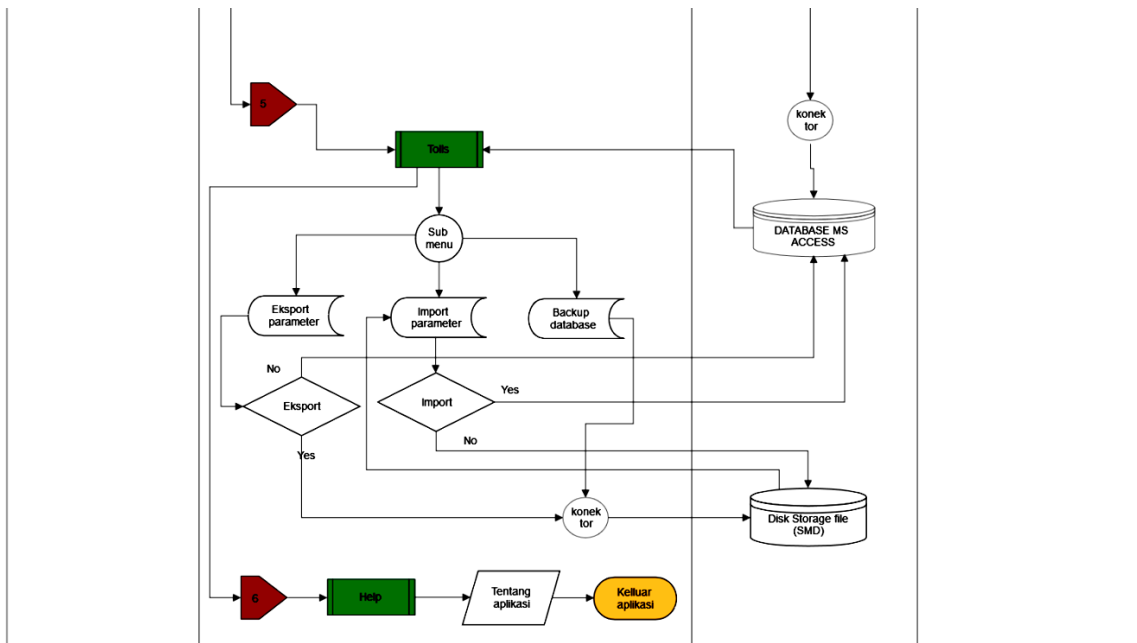 5
konek
tor
Tolls
DATABASE MS
ACCESS
Sub
menu
Eksport
parameter
Import
parameter
Backup
database
No
Eksport
Import
Yes
No
Yes
konek
tor
Disk Storage file
(SMD)
6
Help
Tentang
aplikasi
Kelluar
aplikasi